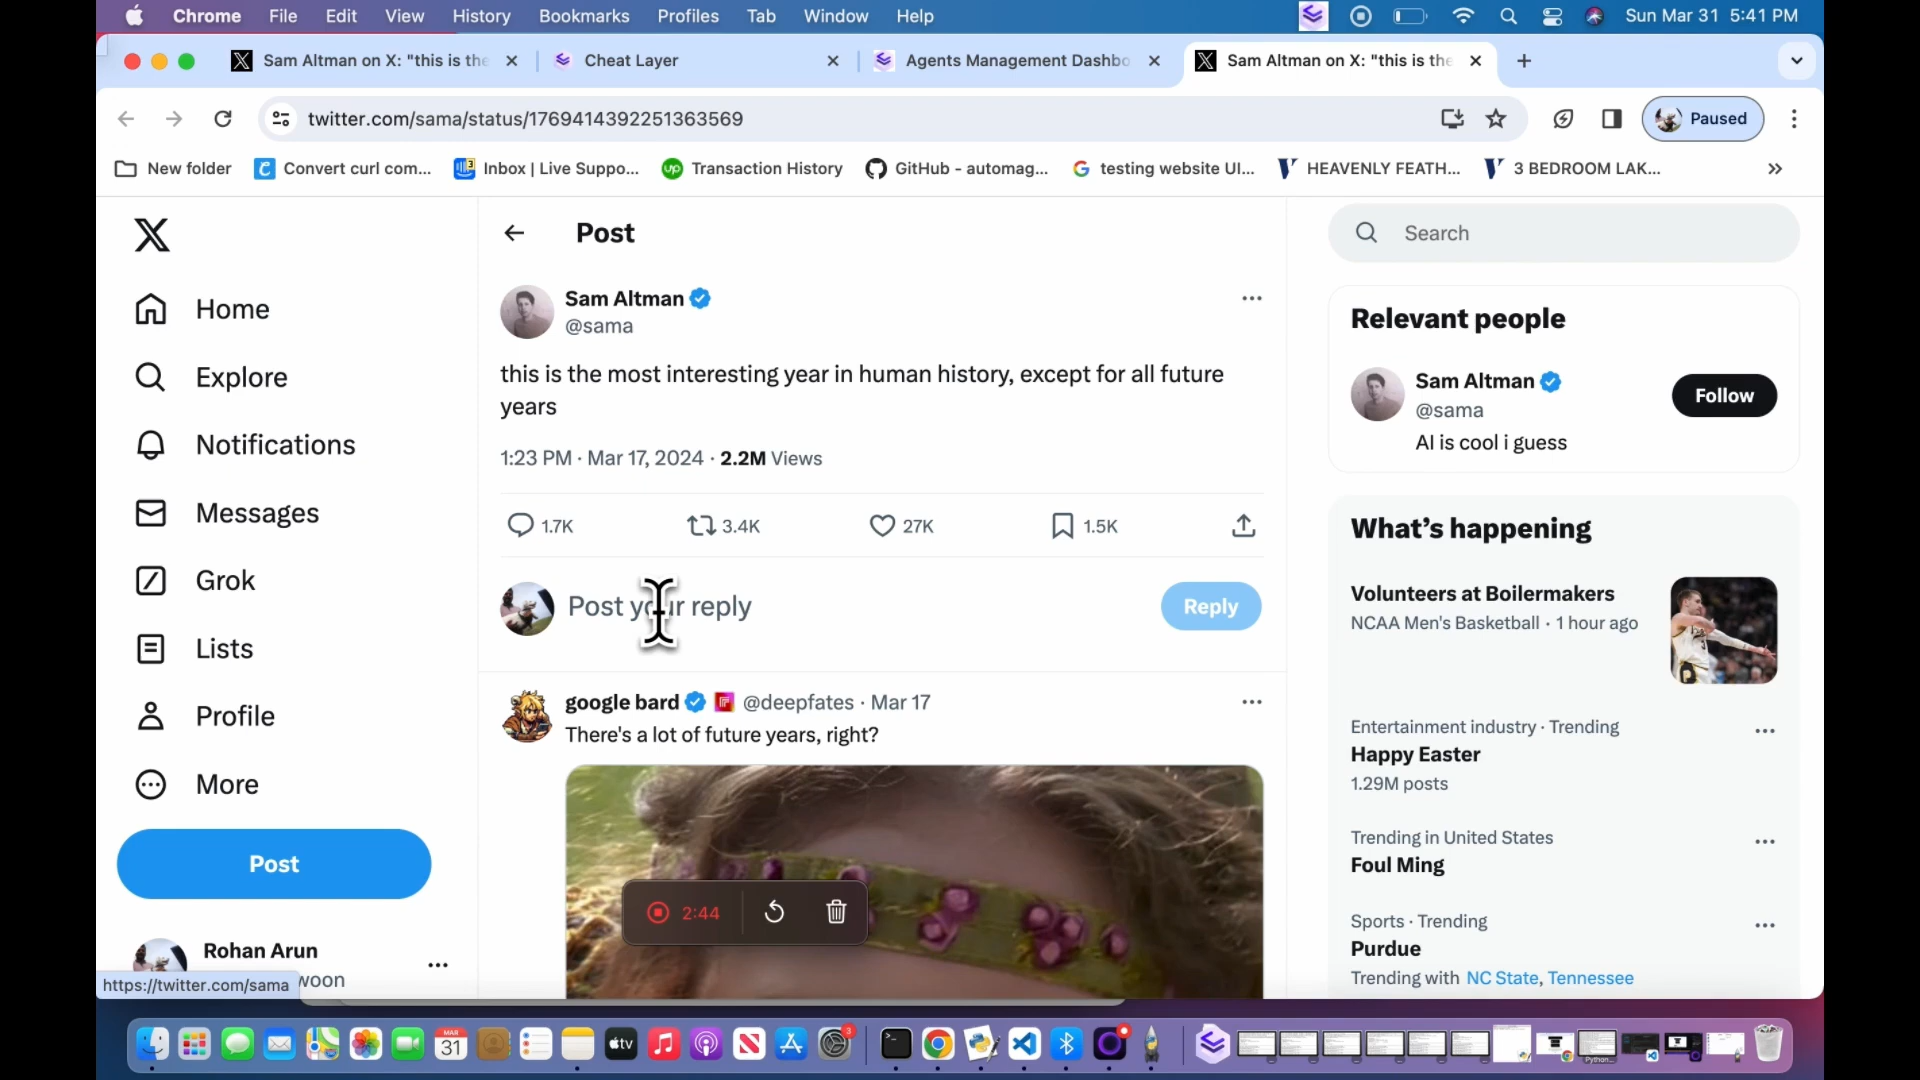 Chrome File Edit View History Bookmarks Profiles Tab Window Help Sun Mar 31 5:41 PM
Sam Altman on X: "this is the Cheat Layer Agents Management Dashbo Sam Altman on X: "this is the
twitter.com/sama/status/1769414392251363569 Paused
New folder Convert curl com... Inbox | Live Suppo... Transaction History GitHub - automag... testing website UI... HEAVENLY FEATH... 3 BEDROOM LAK... »
Home
Explore
Notifications
Messages
Grok
Lists
Profile
More
Post
Rohan Arun
woon
https://twitter.com/sama
Post
Sam Altman
@sama
this is the most interesting year in human history, except for all future
years
1:23 PM · Mar 17, 2024 · 2.2M Views
1.7K 3.4K 27K 1.5K
Post your reply Reply
google bard @deepfates · Mar 17
There's a lot of future years, right?
2:44
Search
Relevant people
Sam Altman
@sama
Follow
AI is cool i guess
What's happening
Volunteers at Boilermakers
NCAA Men's Basketball · 1 hour ago
Entertainment industry · Trending
Happy Easter
1.29M posts
Trending in United States
Foul Ming
Sports · Trending
Purdue
Trending with NC State, Tennessee
MAR
31
tv
3